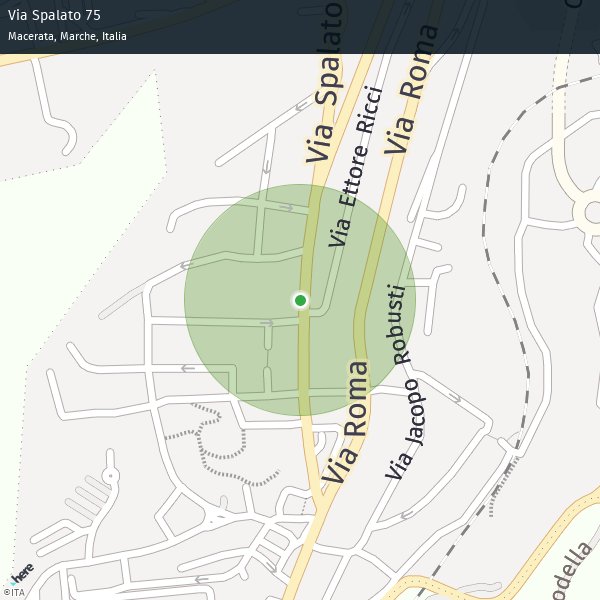 Via Spalato 75
Macerata, Marche, Italia
Via Spalato
Via Roma
Via Ettore Ricci
Via Jacopo Robusti
Via Roma
here
©ITA